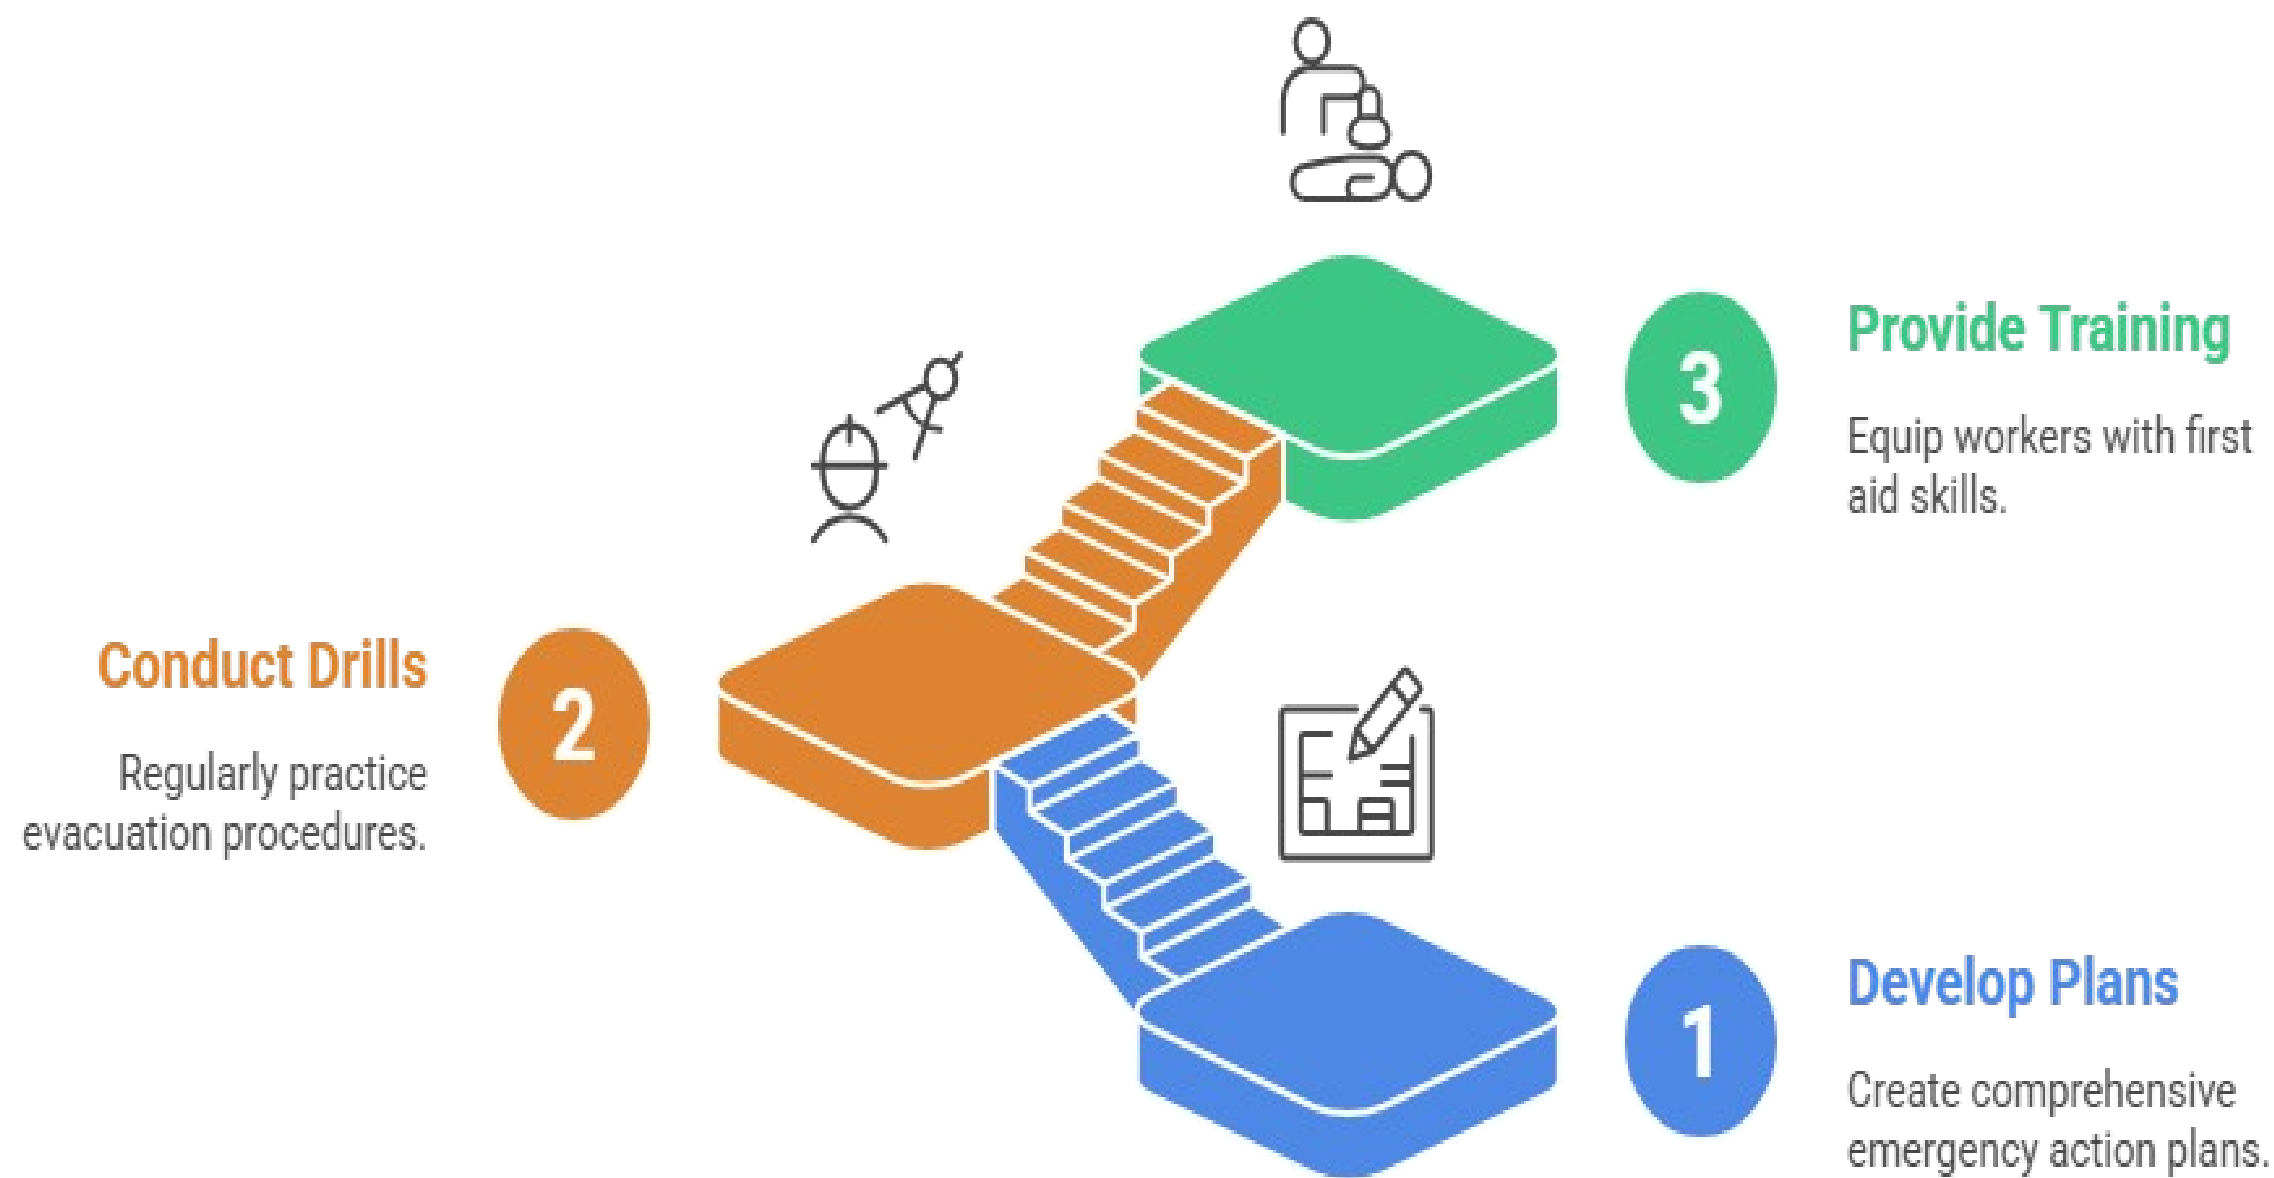 3
Provide Training
Equip workers with first
aid skills.
Conduct Drills
2
Regularly practice
evacuation procedures.
1
Develop Plans
Create comprehensive
emergency action plans.